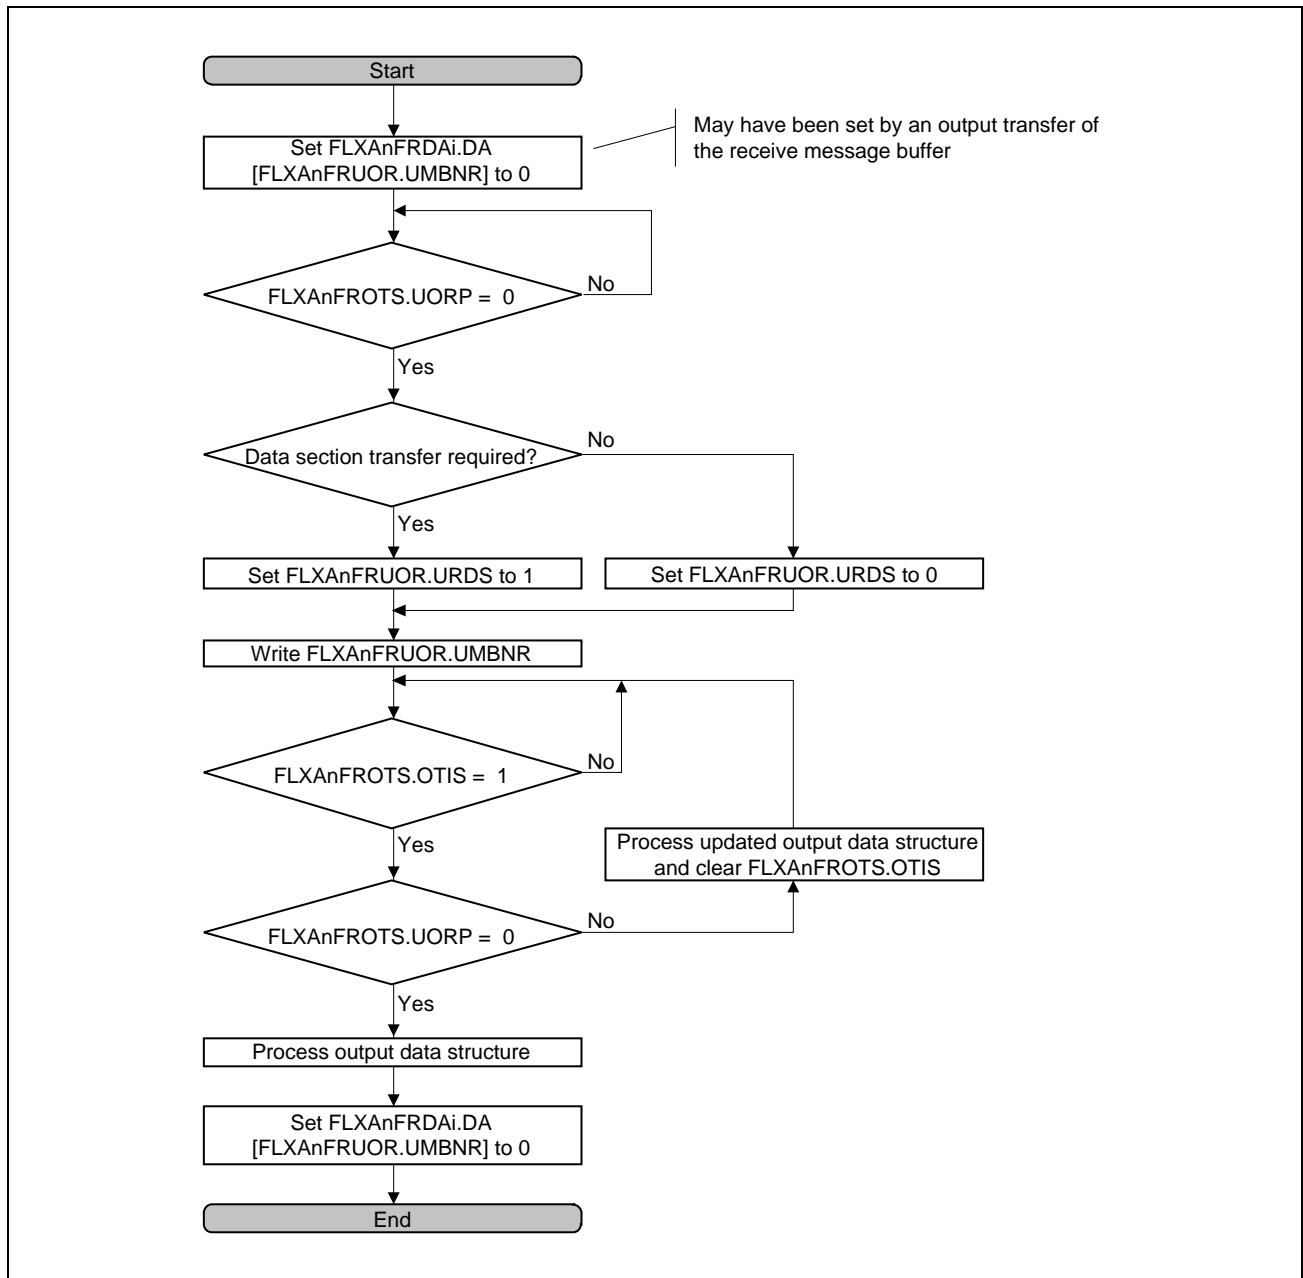 Start
Set FLXAnFRDAi.DA
[FLXAnFRUOR.UMBNR] to 0
May have been set by an output transfer of
the receive message buffer
FLXAnFROTS.UORP = 0
No
Yes
Data section transfer required?
No
Yes
Set FLXAnFRUOR.URDS to 1
Set FLXAnFRUOR.URDS to 0
Write FLXAnFRUOR.UMBNR
FLXAnFROTS.OTIS = 1
No
Yes
Process updated output data structure
and clear FLXAnFROTS.OTIS
FLXAnFROTS.UORP = 0
No
Yes
Process output data structure
Set FLXAnFRDAi.DA
[FLXAnFRUOR.UMBNR] to 0
End